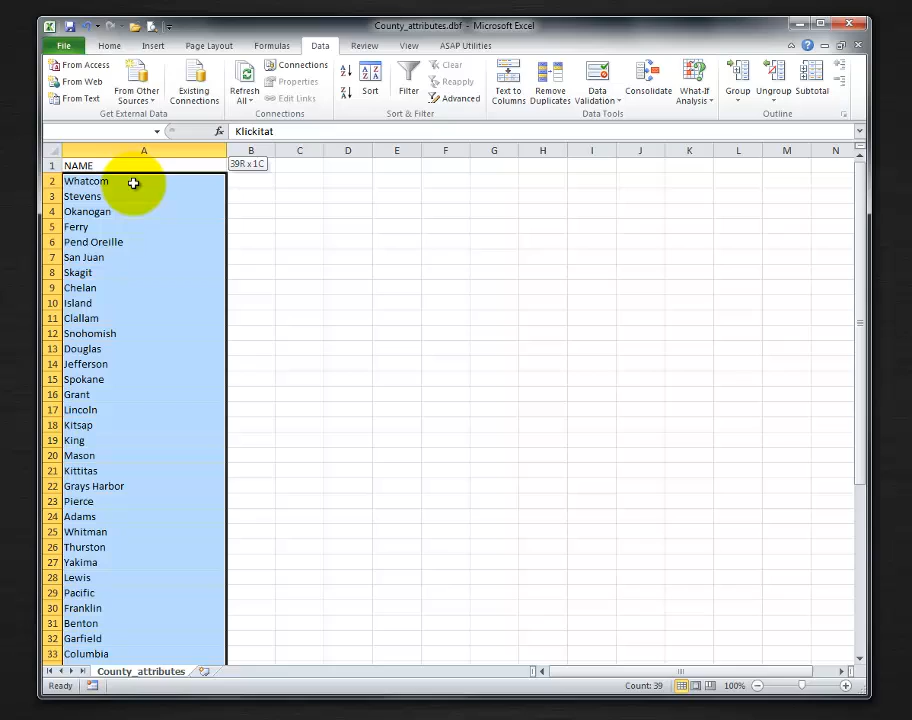 County_attributes.dbf - Microsoft Excel
File Home Insert Page Layout Formulas Data Review View ASAP Utilities
From Access
From Web
From Text
From Other Sources
Existing Connections
Get External Data
Refresh All
Connections
Properties
Edit Links
Connections
Sort
Filter
Clear
Reapply
Advanced
Sort & Filter
Text to Columns
Remove Duplicates
Data Validation
Consolidate
What-If Analysis
Data Tools
Group
Ungroup
Subtotal
Outline
fx Klickitat
A B C D E F G H I J K L M N
1 NAME
39R x 1C
2 Whatcom
3 Stevens
4 Okanogan
5 Ferry
6 Pend Oreille
7 San Juan
8 Skagit
9 Chelan
10 Island
11 Clallam
12 Snohomish
13 Douglas
14 Jefferson
15 Spokane
16 Grant
17 Lincoln
18 Kitsap
19 King
20 Mason
21 Kittitas
22 Grays Harbor
23 Pierce
24 Adams
25 Whitman
26 Thurston
27 Yakima
28 Lewis
29 Pacific
30 Franklin
31 Benton
32 Garfield
33 Columbia
County_attributes
Ready Count: 39 100%